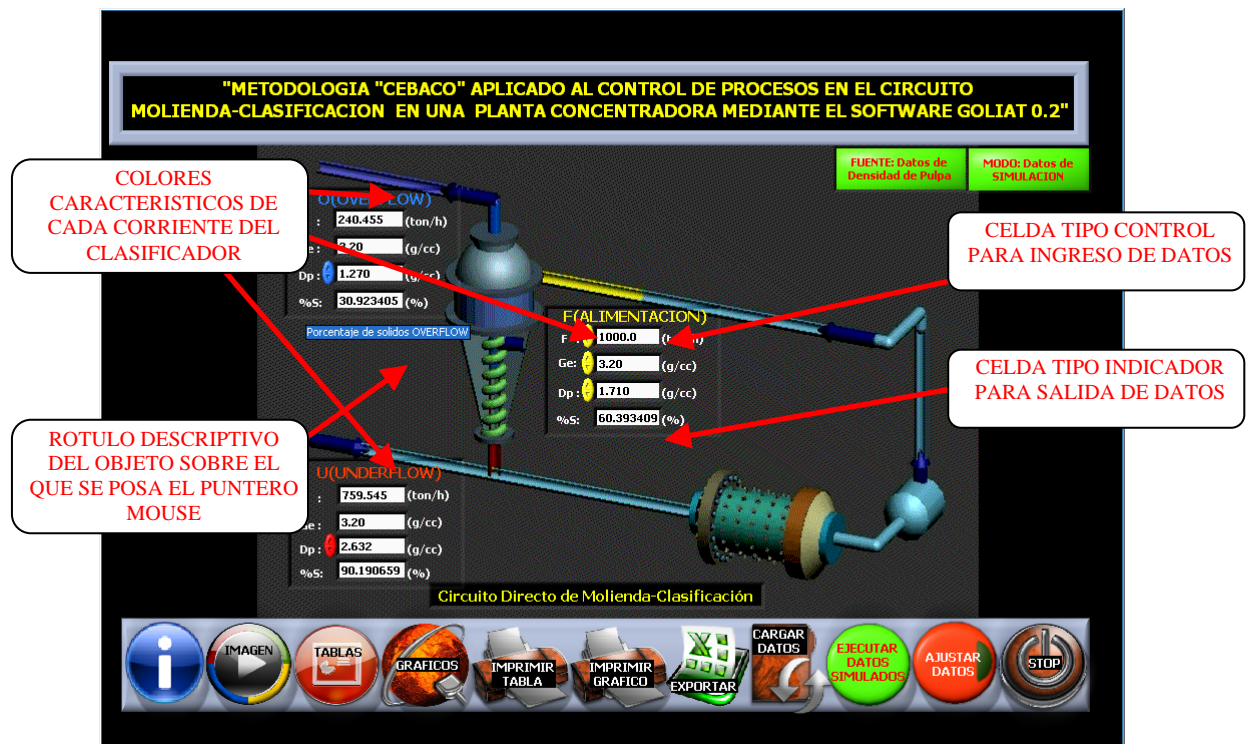 "METODOLOGIA "CEBACO" APLICADO AL CONTROL DE PROCESOS EN EL CIRCUITO
MOLIENDA-CLASIFICACION EN UNA PLANTA CONCENTRADORA MEDIANTE EL SOFTWARE GOLIAT 0.2"
FUENTE: Datos de
Densidad de Pulpa
MODO: Datos de
SIMULACION
COLORES
CARACTERISTICOS DE
CADA CORRIENTE DEL
CLASIFICADOR
O(OVERFLOW)
: 240.455 (ton/h)
e: 3.20 (g/cc)
Dp: 1.270 (g/cc)
%S: 30.923405 (%)
Porcentaje de solidos OVERFLOW
CELDA TIPO CONTROL
PARA INGRESO DE DATOS
F(ALIMENTACION)
F : 1000.0 (ton/h)
Ge: 3.20 (g/cc)
Dp: 1.710 (g/cc)
%S: 60.393409 (%)
CELDA TIPO INDICADOR
PARA SALIDA DE DATOS
ROTULO DESCRIPTIVO
DEL OBJETO SOBRE EL
QUE SE POSA EL PUNTERO
MOUSE
U(UNDERFLOW)
: 759.545 (ton/h)
Ge: 3.20 (g/cc)
Dp: 2.632 (g/cc)
%S: 90.190659 (%)
Circuito Directo de Molienda-Clasificación
IMAGEN
TABLAS
GRAFICOS
IMPRIMIR
TABLA
IMPRIMIR
GRAFICO
EXPORTAR
CARGAR
DATOS
EJECUTAR
DATOS
SIMULADOS
AJUSTAR
DATOS
STOP